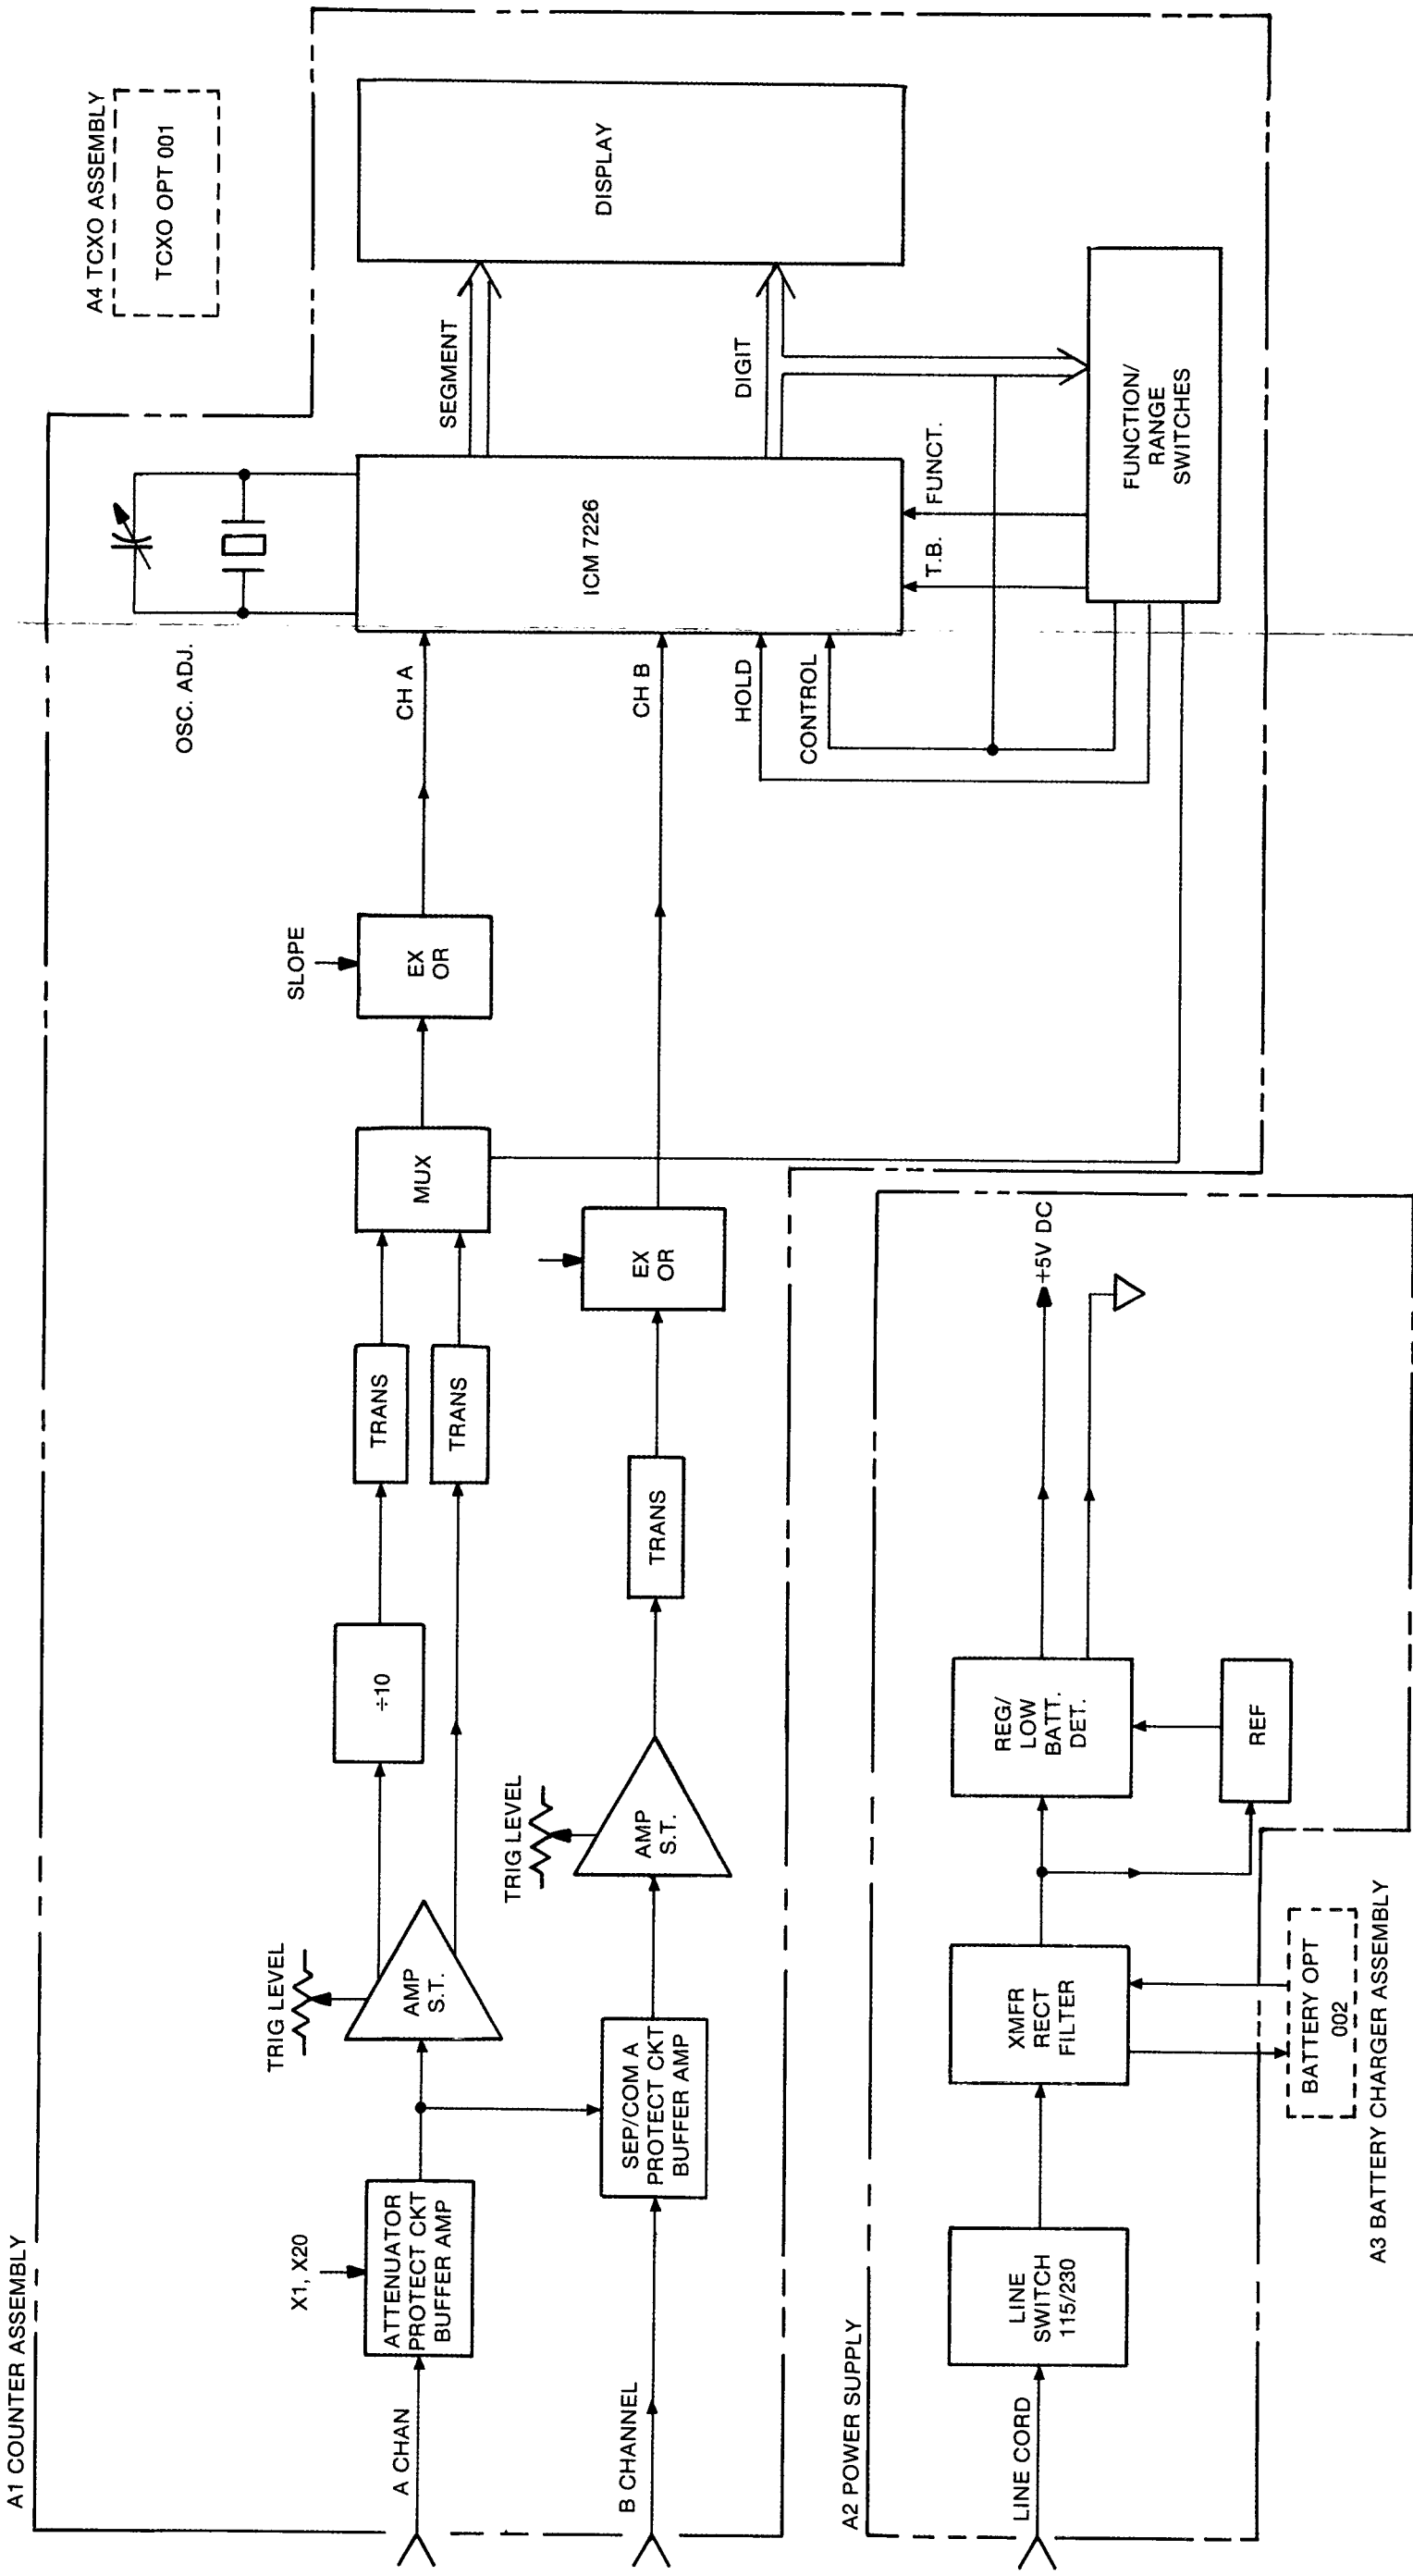 A1 COUNTER ASSEMBLY
A CHAN
X1, X20
ATTENUATOR
PROTECT CKT
BUFFER AMP
TRIG LEVEL
AMP
S.T.
÷10
TRANS
TRANS
MUX
SLOPE
EX
OR
CH A
OSC. ADJ.
ICM 7226
SEGMENT
DIGIT
DISPLAY
A4 TCXO ASSEMBLY
TCXO OPT 001
B CHANNEL
SEP/COM A
PROTECT CKT
BUFFER AMP
TRIG LEVEL
AMP
S.T.
TRANS
EX
OR
CH B
HOLD
CONTROL
T.B.
FUNCT.
FUNCTION/
RANGE
SWITCHES
A2 POWER SUPPLY
LINE CORD
LINE
SWITCH
115/230
XMFR
RECT
FILTER
REG/
LOW
BATT.
DET.
REF
+5V DC
BATTERY OPT
002
A3 BATTERY CHARGER ASSEMBLY